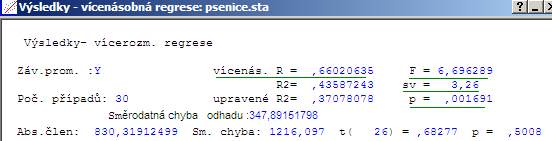 Výsledky - vícenásobná regrese: psenice.sta
Výsledky- vícerozm. regrese
Záv.prom. :Y vícenás. R = ,66020635 F = 6,696289
R2= ,43587243 sv = 3,26
Poč. případů: 30 upravené R2= ,37078078 p = ,001691
Směrodatná chyba odhadu :347,89151798
Abs.člen: 830,31912499 Sm. chyba: 1216,097 t( 26) = ,68277 p = ,5008